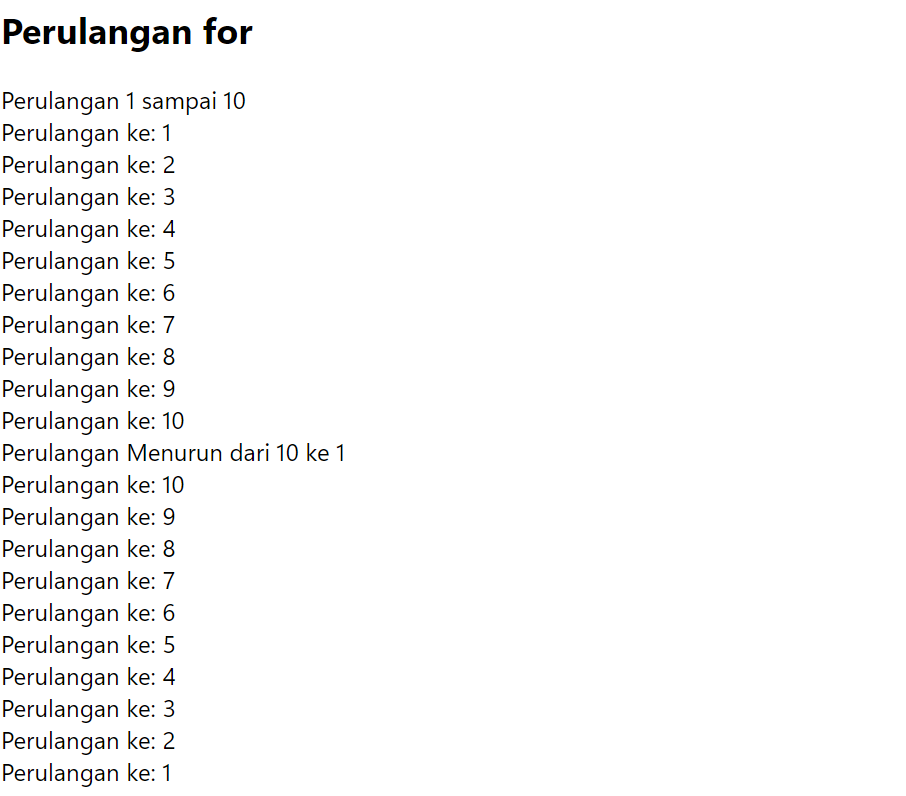 Perulangan for
Perulangan 1 sampai 10
Perulangan ke: 1
Perulangan ke: 2
Perulangan ke: 3
Perulangan ke: 4
Perulangan ke: 5
Perulangan ke: 6
Perulangan ke: 7
Perulangan ke: 8
Perulangan ke: 9
Perulangan ke: 10
Perulangan Menurun dari 10 ke 1
Perulangan ke: 10
Perulangan ke: 9
Perulangan ke: 8
Perulangan ke: 7
Perulangan ke: 6
Perulangan ke: 5
Perulangan ke: 4
Perulangan ke: 3
Perulangan ke: 2
Perulangan ke: 1